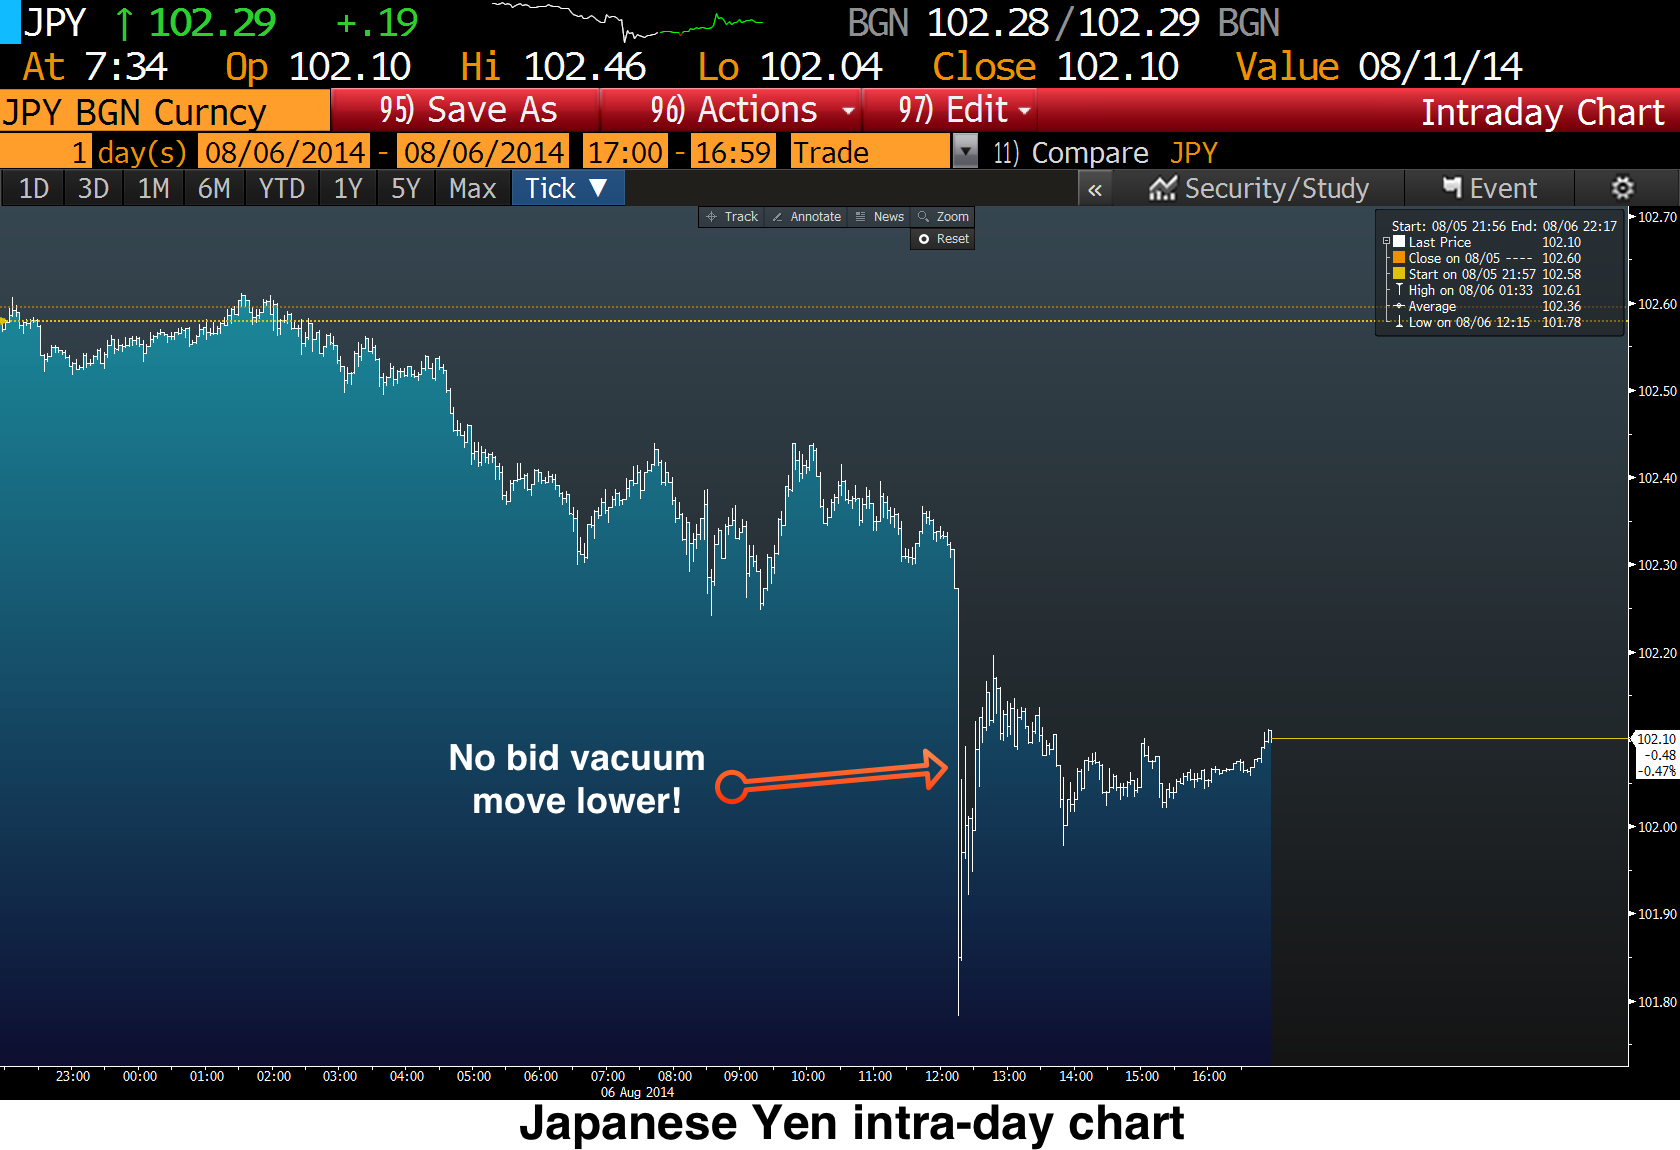 JPY ↑ 102.29 +.19 BGN 102.28/102.29 BGN
At 7:34 Op 102.10 Hi 102.46 Lo 102.04 Close 102.10 Value 08/11/14
JPY BGN Curncy 95) Save As 96) Actions 97) Edit Intraday Chart
1 day(s) 08/06/2014 - 08/06/2014 17:00 - 16:59 Trade 11) Compare JPY
1D 3D 1M 6M YTD 1Y 5Y Max Tick ▼ « Security/Study Event
Track Annotate News Zoom
Reset
Start: 08/05 21:56 End: 08/06 22:17
Last Price 102.10
Close on 08/05 ---- 102.60
Start on 08/05 21:57 102.58
High on 08/06 01:33 102.61
Average 102.36
Low on 08/06 12:15 101.78
102.70
102.60
102.50
102.40
102.30
102.20
102.10
-0.48
-0.47%
102.00
101.90
101.80
No bid vacuum
move lower!
23:00 00:00 01:00 02:00 03:00 04:00 05:00 06:00 07:00 08:00 09:00 10:00 11:00 12:00 13:00 14:00 15:00 16:00
06 Aug 2014
Japanese Yen intra-day chart